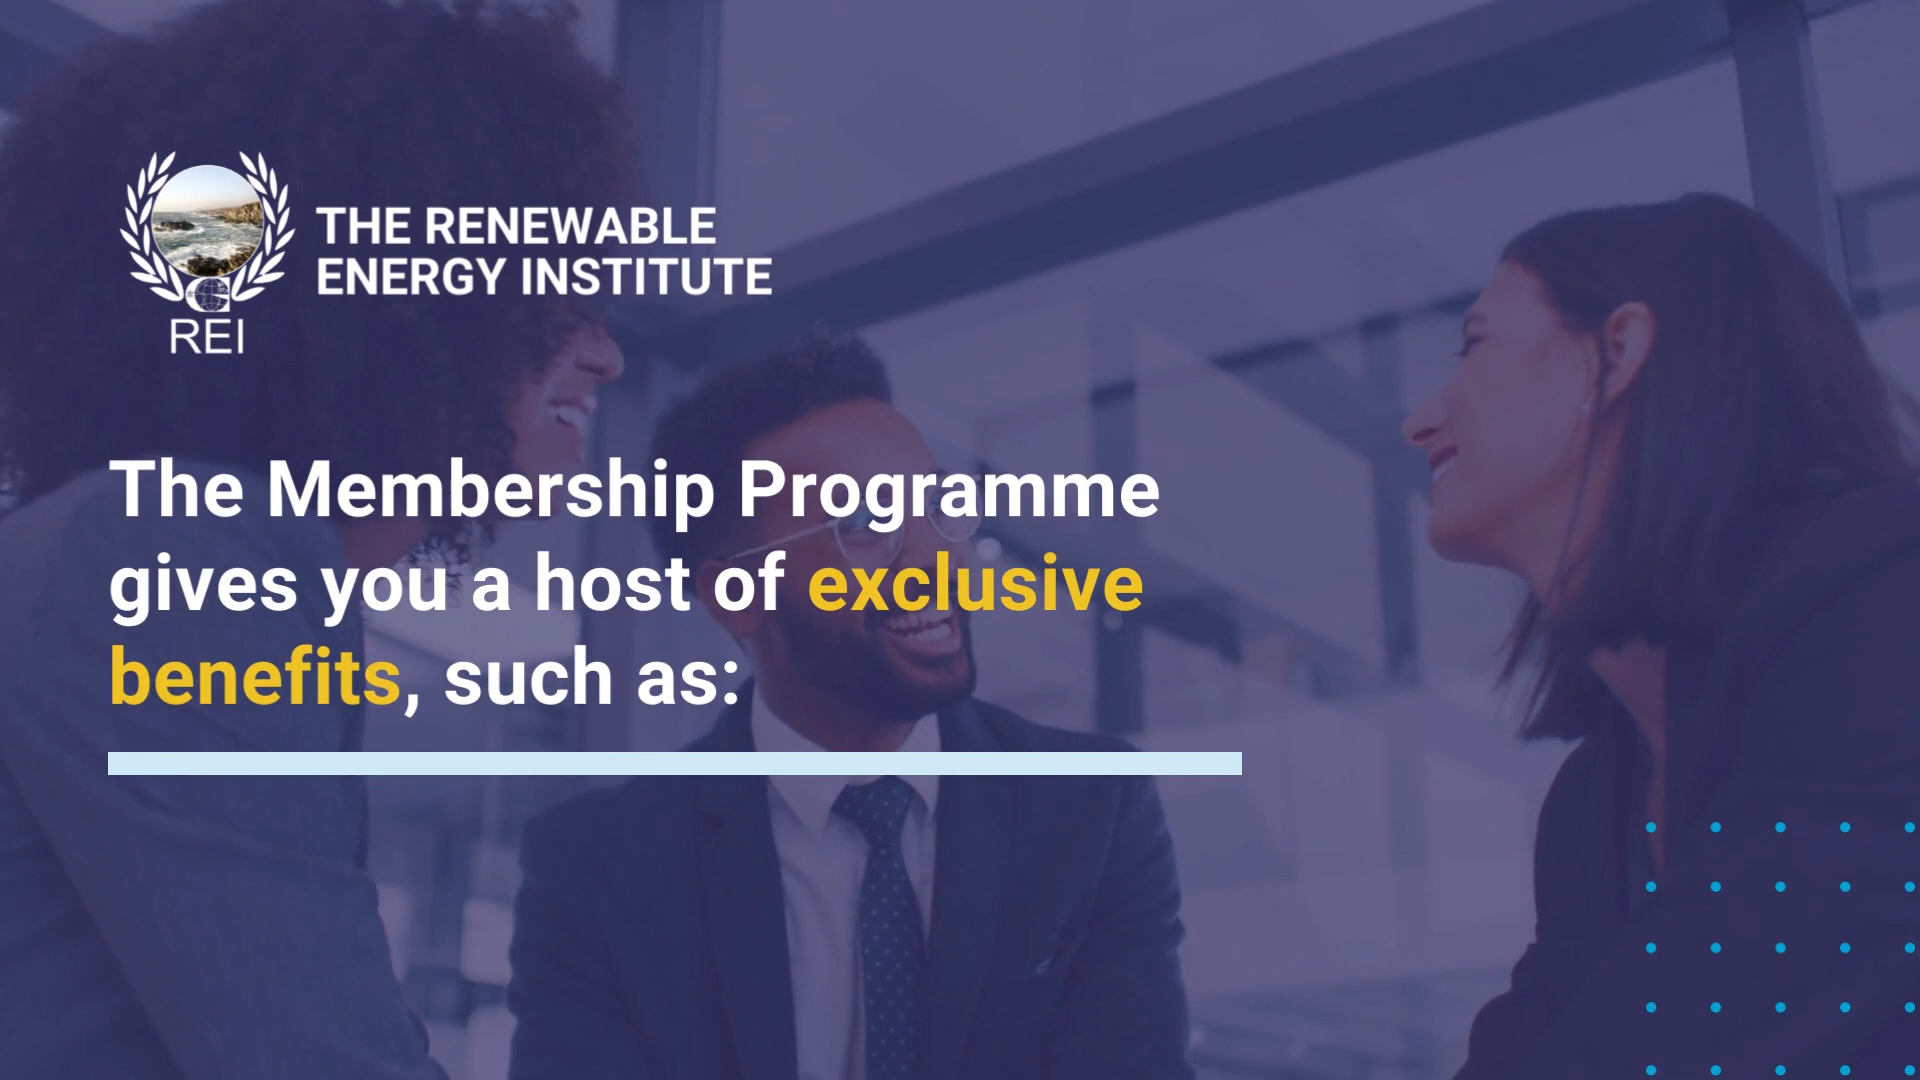 THE RENEWABLE
ENERGY INSTITUTE
REI
The Membership Programme
gives you a host of exclusive
benefits, such as: